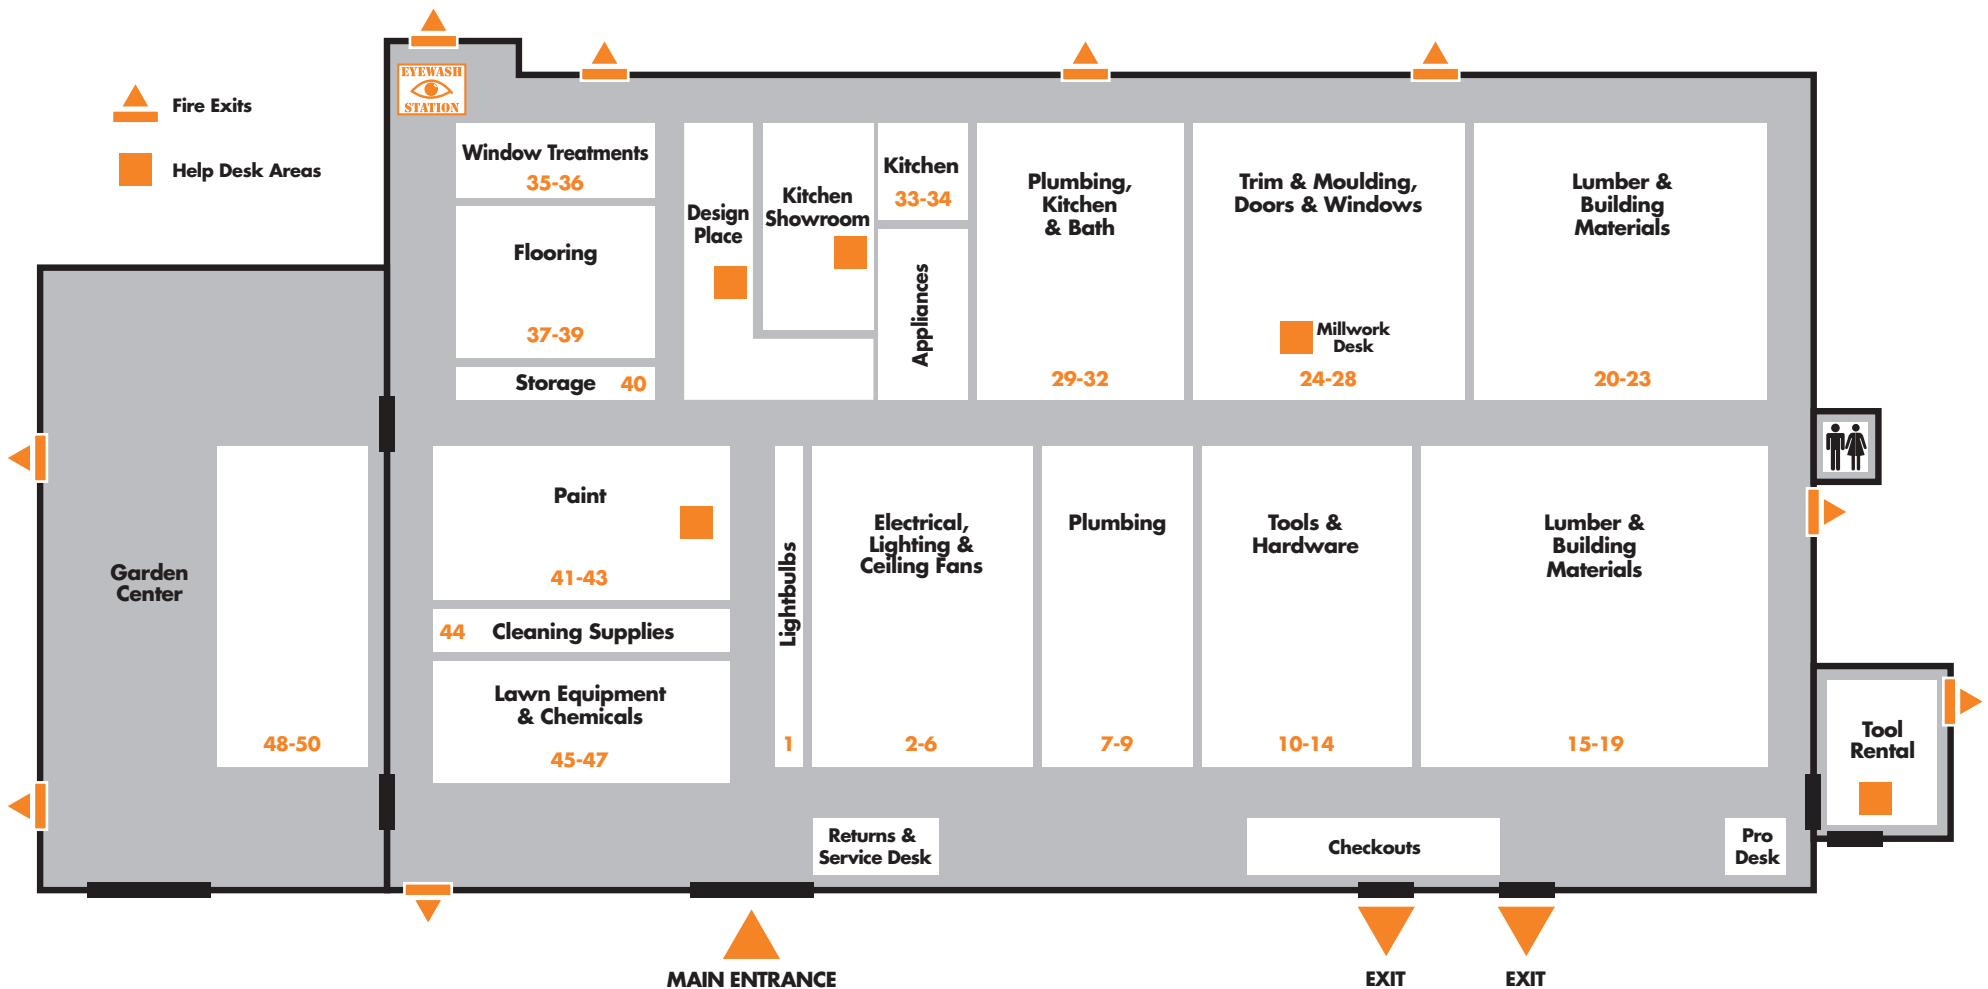 EYEWASH
STATION
Fire Exits
Help Desk Areas
Window Treatments
35-36
Flooring
37-39
Storage 40
Design
Place
Kitchen
Showroom
Kitchen
33-34
Appliances
Plumbing,
Kitchen
& Bath
29-32
Trim & Moulding,
Doors & Windows
Millwork
Desk
24-28
Lumber &
Building
Materials
20-23
Garden
Center
48-50
Paint
41-43
44 Cleaning Supplies
Lawn Equipment
& Chemicals
45-47
Lightbulbs
1
Electrical,
Lighting &
Ceiling Fans
2-6
Plumbing
7-9
Tools &
Hardware
10-14
Lumber &
Building
Materials
15-19
Tool
Rental
Returns &
Service Desk
Checkouts
Pro
Desk
MAIN ENTRANCE
EXIT
EXIT